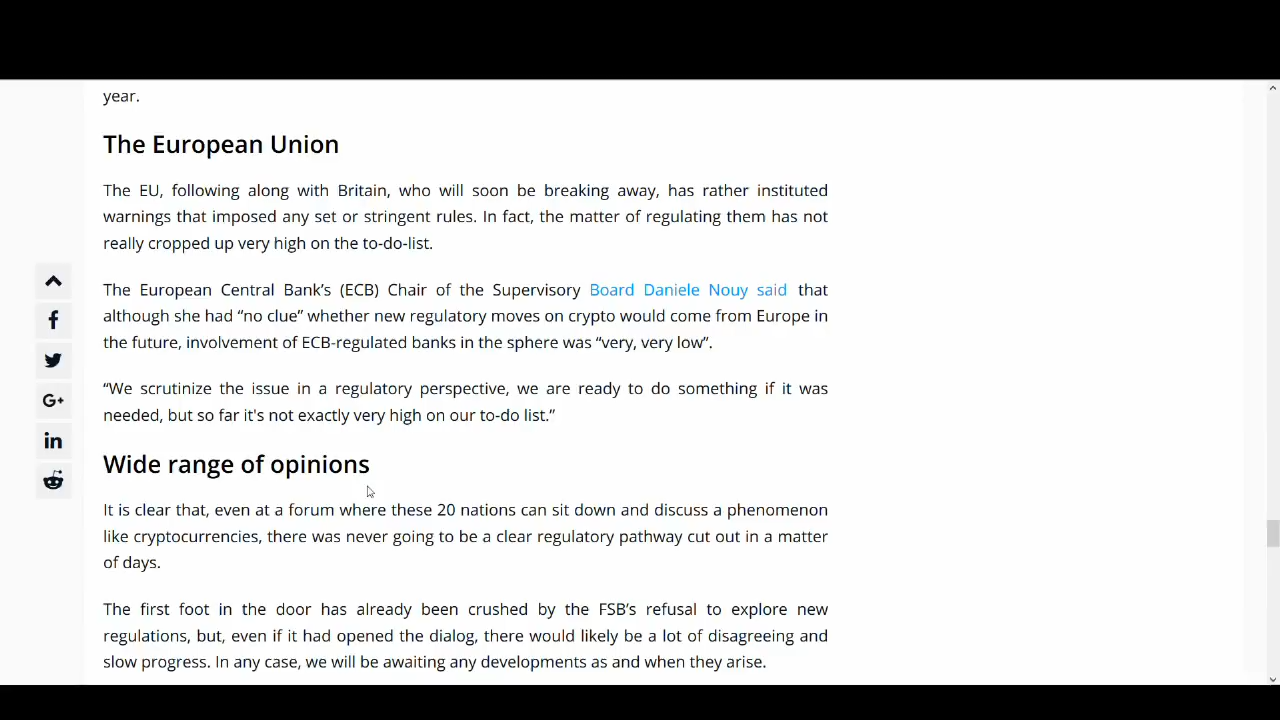 year.
The European Union
The EU, following along with Britain, who will soon be breaking away, has rather instituted
warnings that imposed any set or stringent rules. In fact, the matter of regulating them has not
really cropped up very high on the to-do-list.
The European Central Bank’s (ECB) Chair of the Supervisory Board Daniele Nouy said that
although she had “no clue” whether new regulatory moves on crypto would come from Europe in
the future, involvement of ECB-regulated banks in the sphere was “very, very low”.
“We scrutinize the issue in a regulatory perspective, we are ready to do something if it was
needed, but so far it's not exactly very high on our to-do list.”
Wide range of opinions
It is clear that, even at a forum where these 20 nations can sit down and discuss a phenomenon
like cryptocurrencies, there was never going to be a clear regulatory pathway cut out in a matter
of days.
The first foot in the door has already been crushed by the FSB’s refusal to explore new
regulations, but, even if it had opened the dialog, there would likely be a lot of disagreeing and
slow progress. In any case, we will be awaiting any developments as and when they arise.